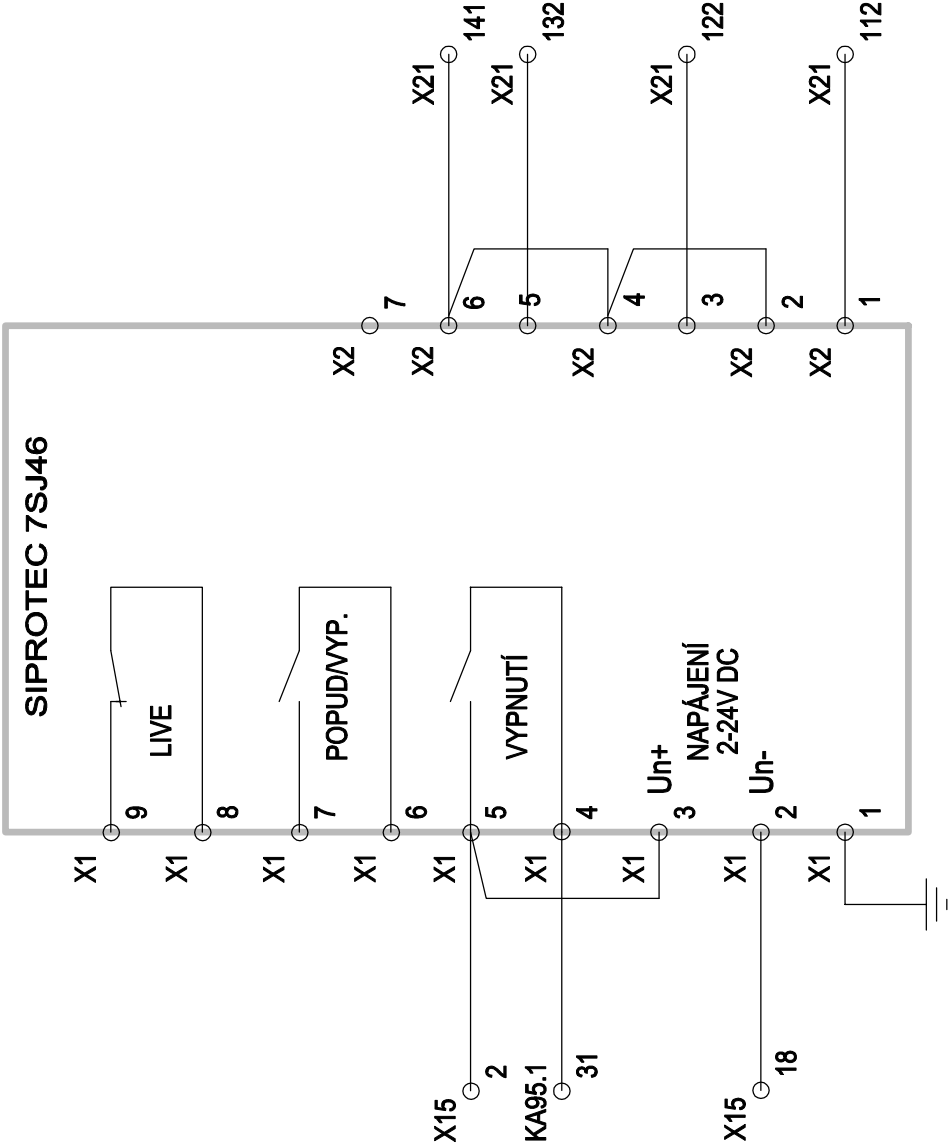 SIPROTEC 7SJ46
X1
9
LIVE
X1
8
X1
7
POPUD/VYP.
X1
6
X15
2
X1
5
VYPNUTÍ
KA95.1
31
X1
4
X1
3
Un+
NAPÁJENÍ
2-24V DC
X15
18
X1
2
Un-
X1
1
X2
7
X2
6
X21
141
5
X21
132
X2
4
3
X21
122
X2
2
X2
1
X21
112